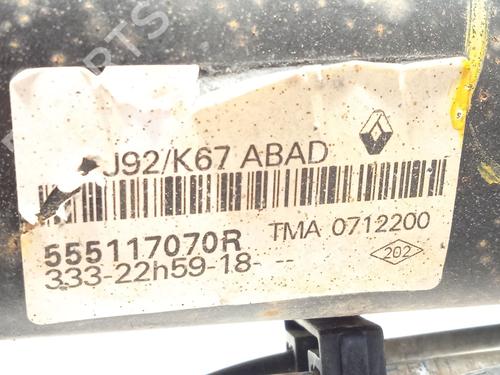 J92/K67 ABAD
555117070R TMA 0712200
333-22h59-18- --
202